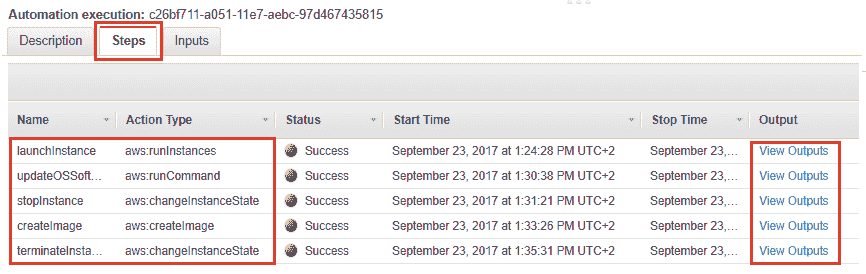 Automation execution: c26bf711-a051-11e7-aebc-97d467435815
Description Steps Inputs
Name Action Type Status Start Time Stop Time Output
launchInstance aws:runInstances Success September 23, 2017 at 1:24:28 PM UTC+2 September 23,... View Outputs
updateOSSoft... aws:runCommand Success September 23, 2017 at 1:30:38 PM UTC+2 September 23,... View Outputs
stopInstance aws:changeInstanceState Success September 23, 2017 at 1:31:21 PM UTC+2 September 23,... View Outputs
createImage aws:createImage Success September 23, 2017 at 1:33:26 PM UTC+2 September 23,... View Outputs
terminateInsta... aws:changeInstanceState Success September 23, 2017 at 1:35:31 PM UTC+2 September 23,... View Outputs